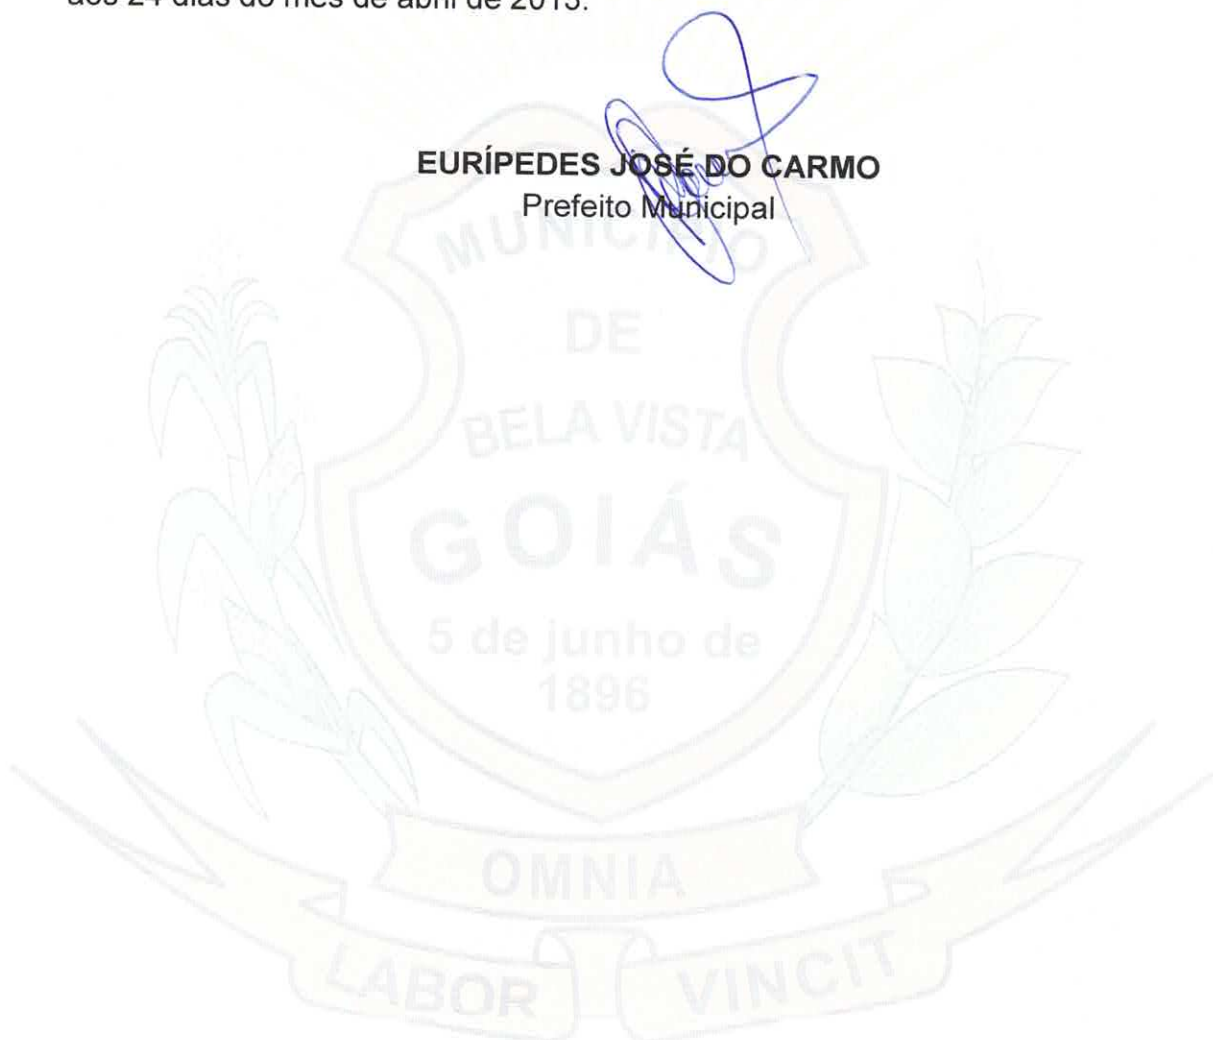 aos 24 dias do mês de abril de 2013.
EURÍPEDES JOSÉ DO CARMO
Prefeito Municipal
MUNICÍPIO
DE
BELA VISTA
GOIÁS
5 de junho de
1896
OMNIA
LABOR VINCIT